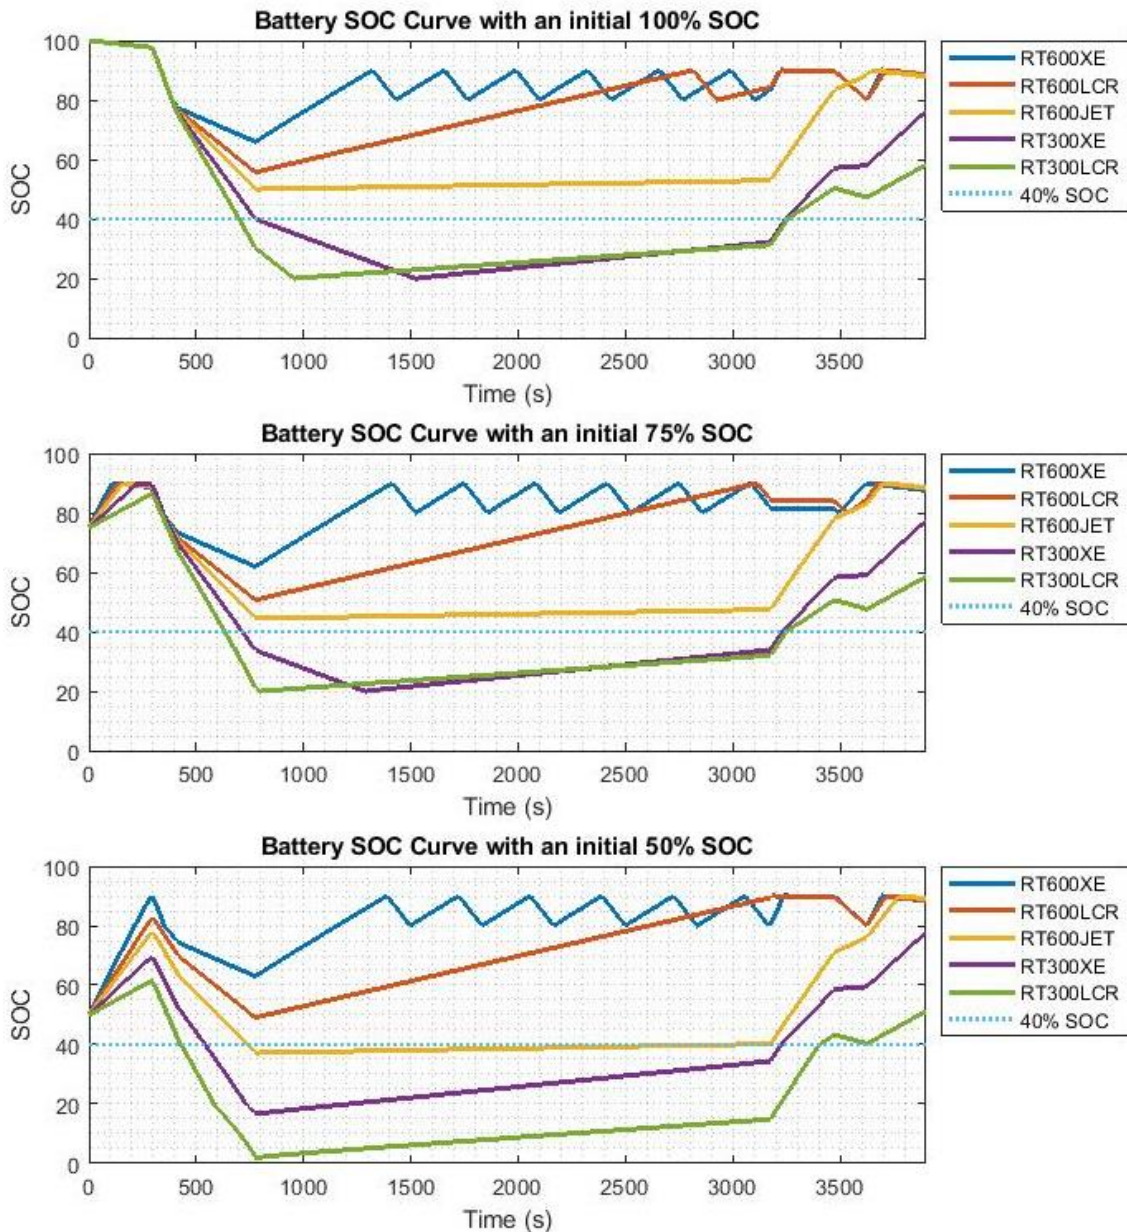 Battery SOC Curve with an initial 100% SOC
100
80
60
40
20
0
SOC
0 500 1000 1500 2000 2500 3000 3500
Time (s)
RT600XE
RT600LCR
RT600JET
RT300XE
RT300LCR
40% SOC
Battery SOC Curve with an initial 75% SOC
100
80
60
40
20
0
SOC
0 500 1000 1500 2000 2500 3000 3500
Time (s)
RT600XE
RT600LCR
RT600JET
RT300XE
RT300LCR
40% SOC
Battery SOC Curve with an initial 50% SOC
100
80
60
40
20
0
SOC
0 500 1000 1500 2000 2500 3000 3500
Time (s)
RT600XE
RT600LCR
RT600JET
RT300XE
RT300LCR
40% SOC